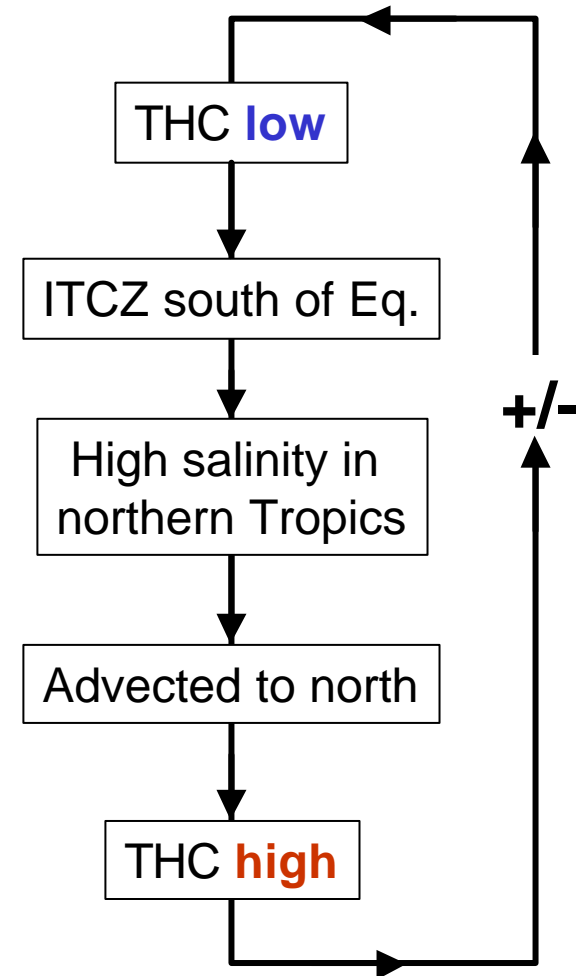 THC low
ITCZ south of Eq.
+/-
High salinity in
northern Tropics
Advected to north
THC high